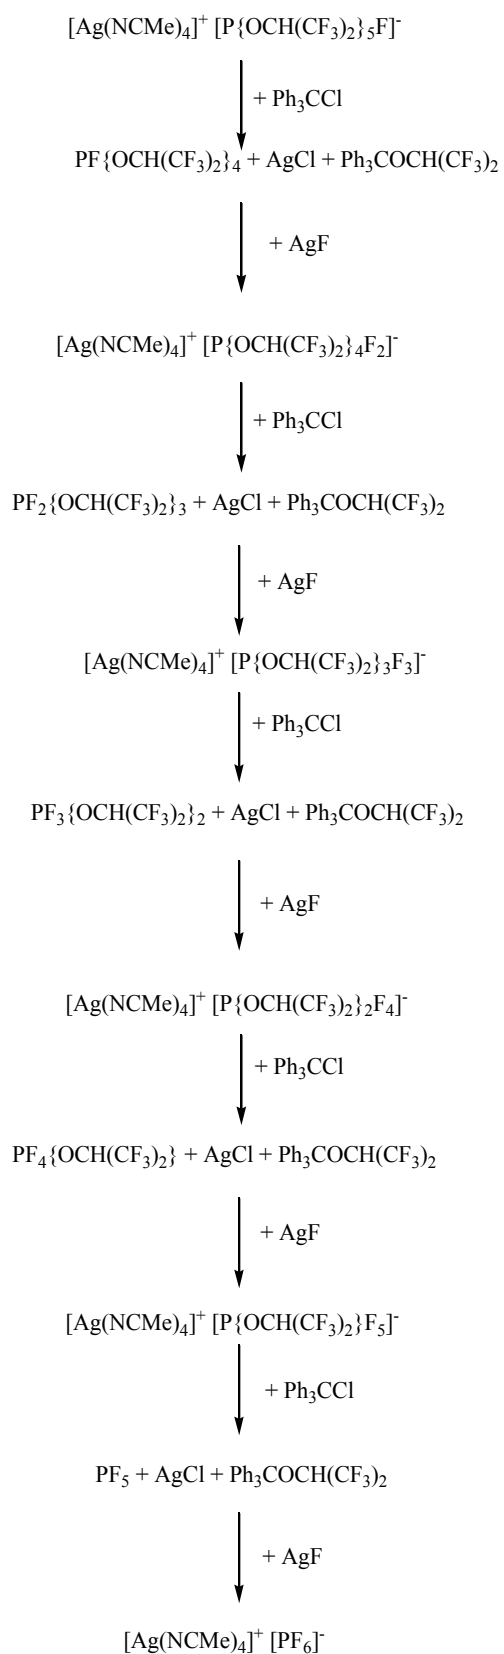 [Ag(NCMe)₄]⁺ [P{OCH(CF₃)₂}₅F]⁻
+ Ph₃CCl
PF{OCH(CF₃)₂}₄ + AgCl + Ph₃COCH(CF₃)₂
+ AgF
[Ag(NCMe)₄]⁺ [P{OCH(CF₃)₂}₄F₂]⁻
+ Ph₃CCl
PF₂{OCH(CF₃)₂}₃ + AgCl + Ph₃COCH(CF₃)₂
+ AgF
[Ag(NCMe)₄]⁺ [P{OCH(CF₃)₂}₃F₃]⁻
+ Ph₃CCl
PF₃{OCH(CF₃)₂}₂ + AgCl + Ph₃COCH(CF₃)₂
+ AgF
[Ag(NCMe)₄]⁺ [P{OCH(CF₃)₂}₂F₄]⁻
+ Ph₃CCl
PF₄{OCH(CF₃)₂} + AgCl + Ph₃COCH(CF₃)₂
+ AgF
[Ag(NCMe)₄]⁺ [P{OCH(CF₃)₂}F₅]⁻
+ Ph₃CCl
PF₅ + AgCl + Ph₃COCH(CF₃)₂
+ AgF
[Ag(NCMe)₄]⁺ [PF₆]⁻